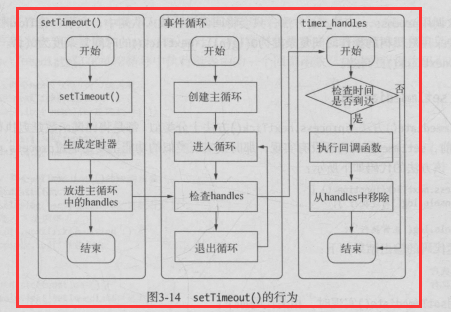 setTimeout()
开始
setTimeout()
生成定时器
放进主循环
中的handles
结束
事件循环
开始
创建主循环
进入循环
检查handles
退出循环
timer_handles
开始
检查时间
是否到达
否
是
执行回调函数
从handles中移除
结束
图3-14 setTimeout()的行为